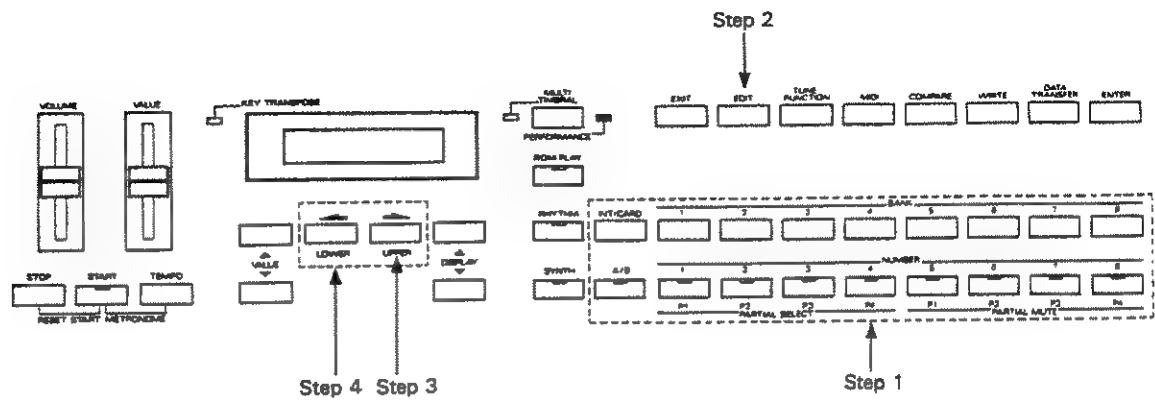 Step 2
KEY TRANSPOSE
MULTI TIMBRAL
VOLUME VALUE
EXIT EDIT TUNE FUNCTION MIDI COMPARE WRITE DATA TRANSFER ENTER
PERFORMANCE
ROM PLAY
BANK
RHYTHM INT/CARD 1 2 3 4 5 6 7 8
LOWER UPPER
VALUE DISPLAY
NUMBER
STOP START TEMPO
SYNTH A/B 1 2 3 4 5 6 7 8
RESET START METRONOME
P1 P2 P3 P4 P1 P2 P3 P4
PARTIAL SELECT PARTIAL MUTE
Step 4 Step 3 Step 1